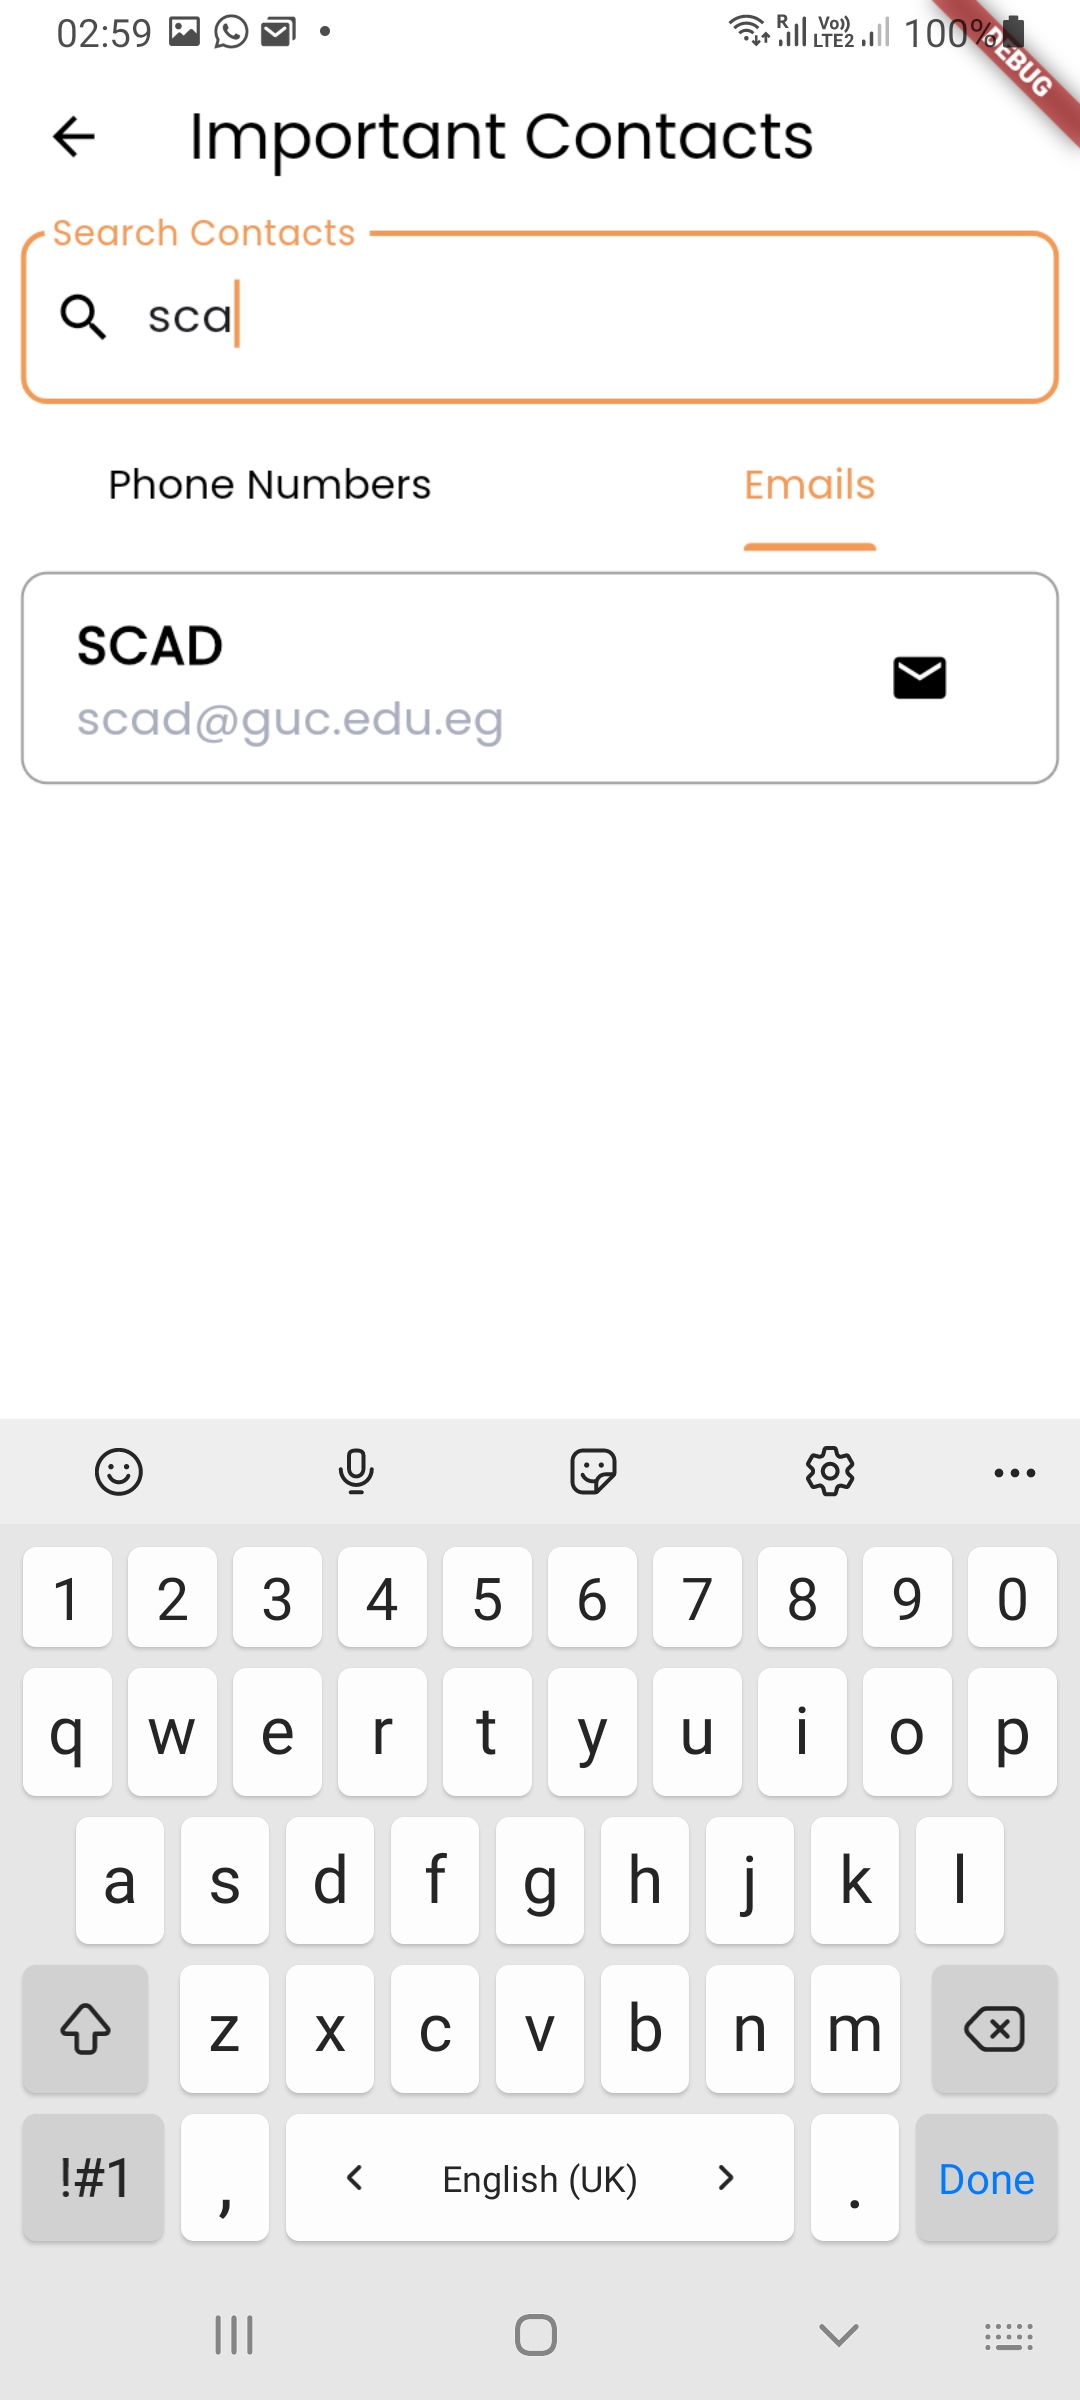 02:59 R Vo)) LTE2 100%
DEBUG
Important Contacts
Search Contacts
sca
Phone Numbers Emails
SCAD
scad@guc.edu.eg
1 2 3 4 5 6 7 8 9 0
q w e r t y u i o p
a s d f g h j k l
z x c v b n m
!#1 , < English (UK) > . Done